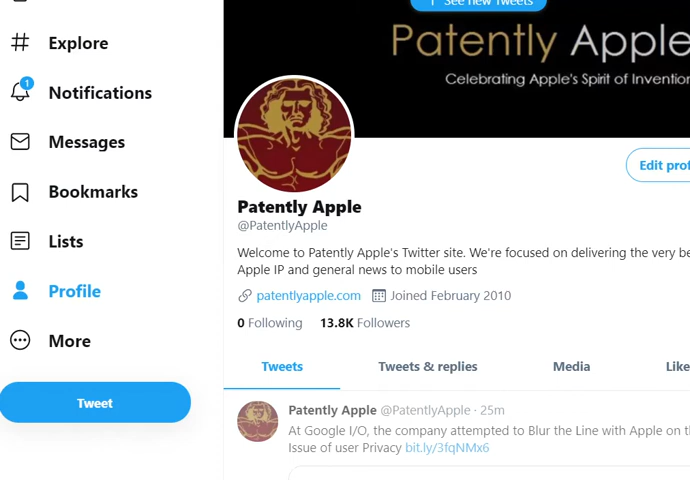 See new Tweets
Explore
1
Notifications
Messages
Bookmarks
Lists
Profile
More
Tweet
Patently Apple
Celebrating Apple's Spirit of Invention
Edit prof
Patently Apple
@PatentlyApple
Welcome to Patently Apple's Twitter site. We're focused on delivering the very be
Apple IP and general news to mobile users
patentlyapple.com Joined February 2010
0 Following 13.8K Followers
Tweets Tweets & replies Media Like
Patently Apple @PatentlyApple · 25m
At Google I/O, the company attempted to Blur the Line with Apple on th
Issue of user Privacy bit.ly/3fqNMx6